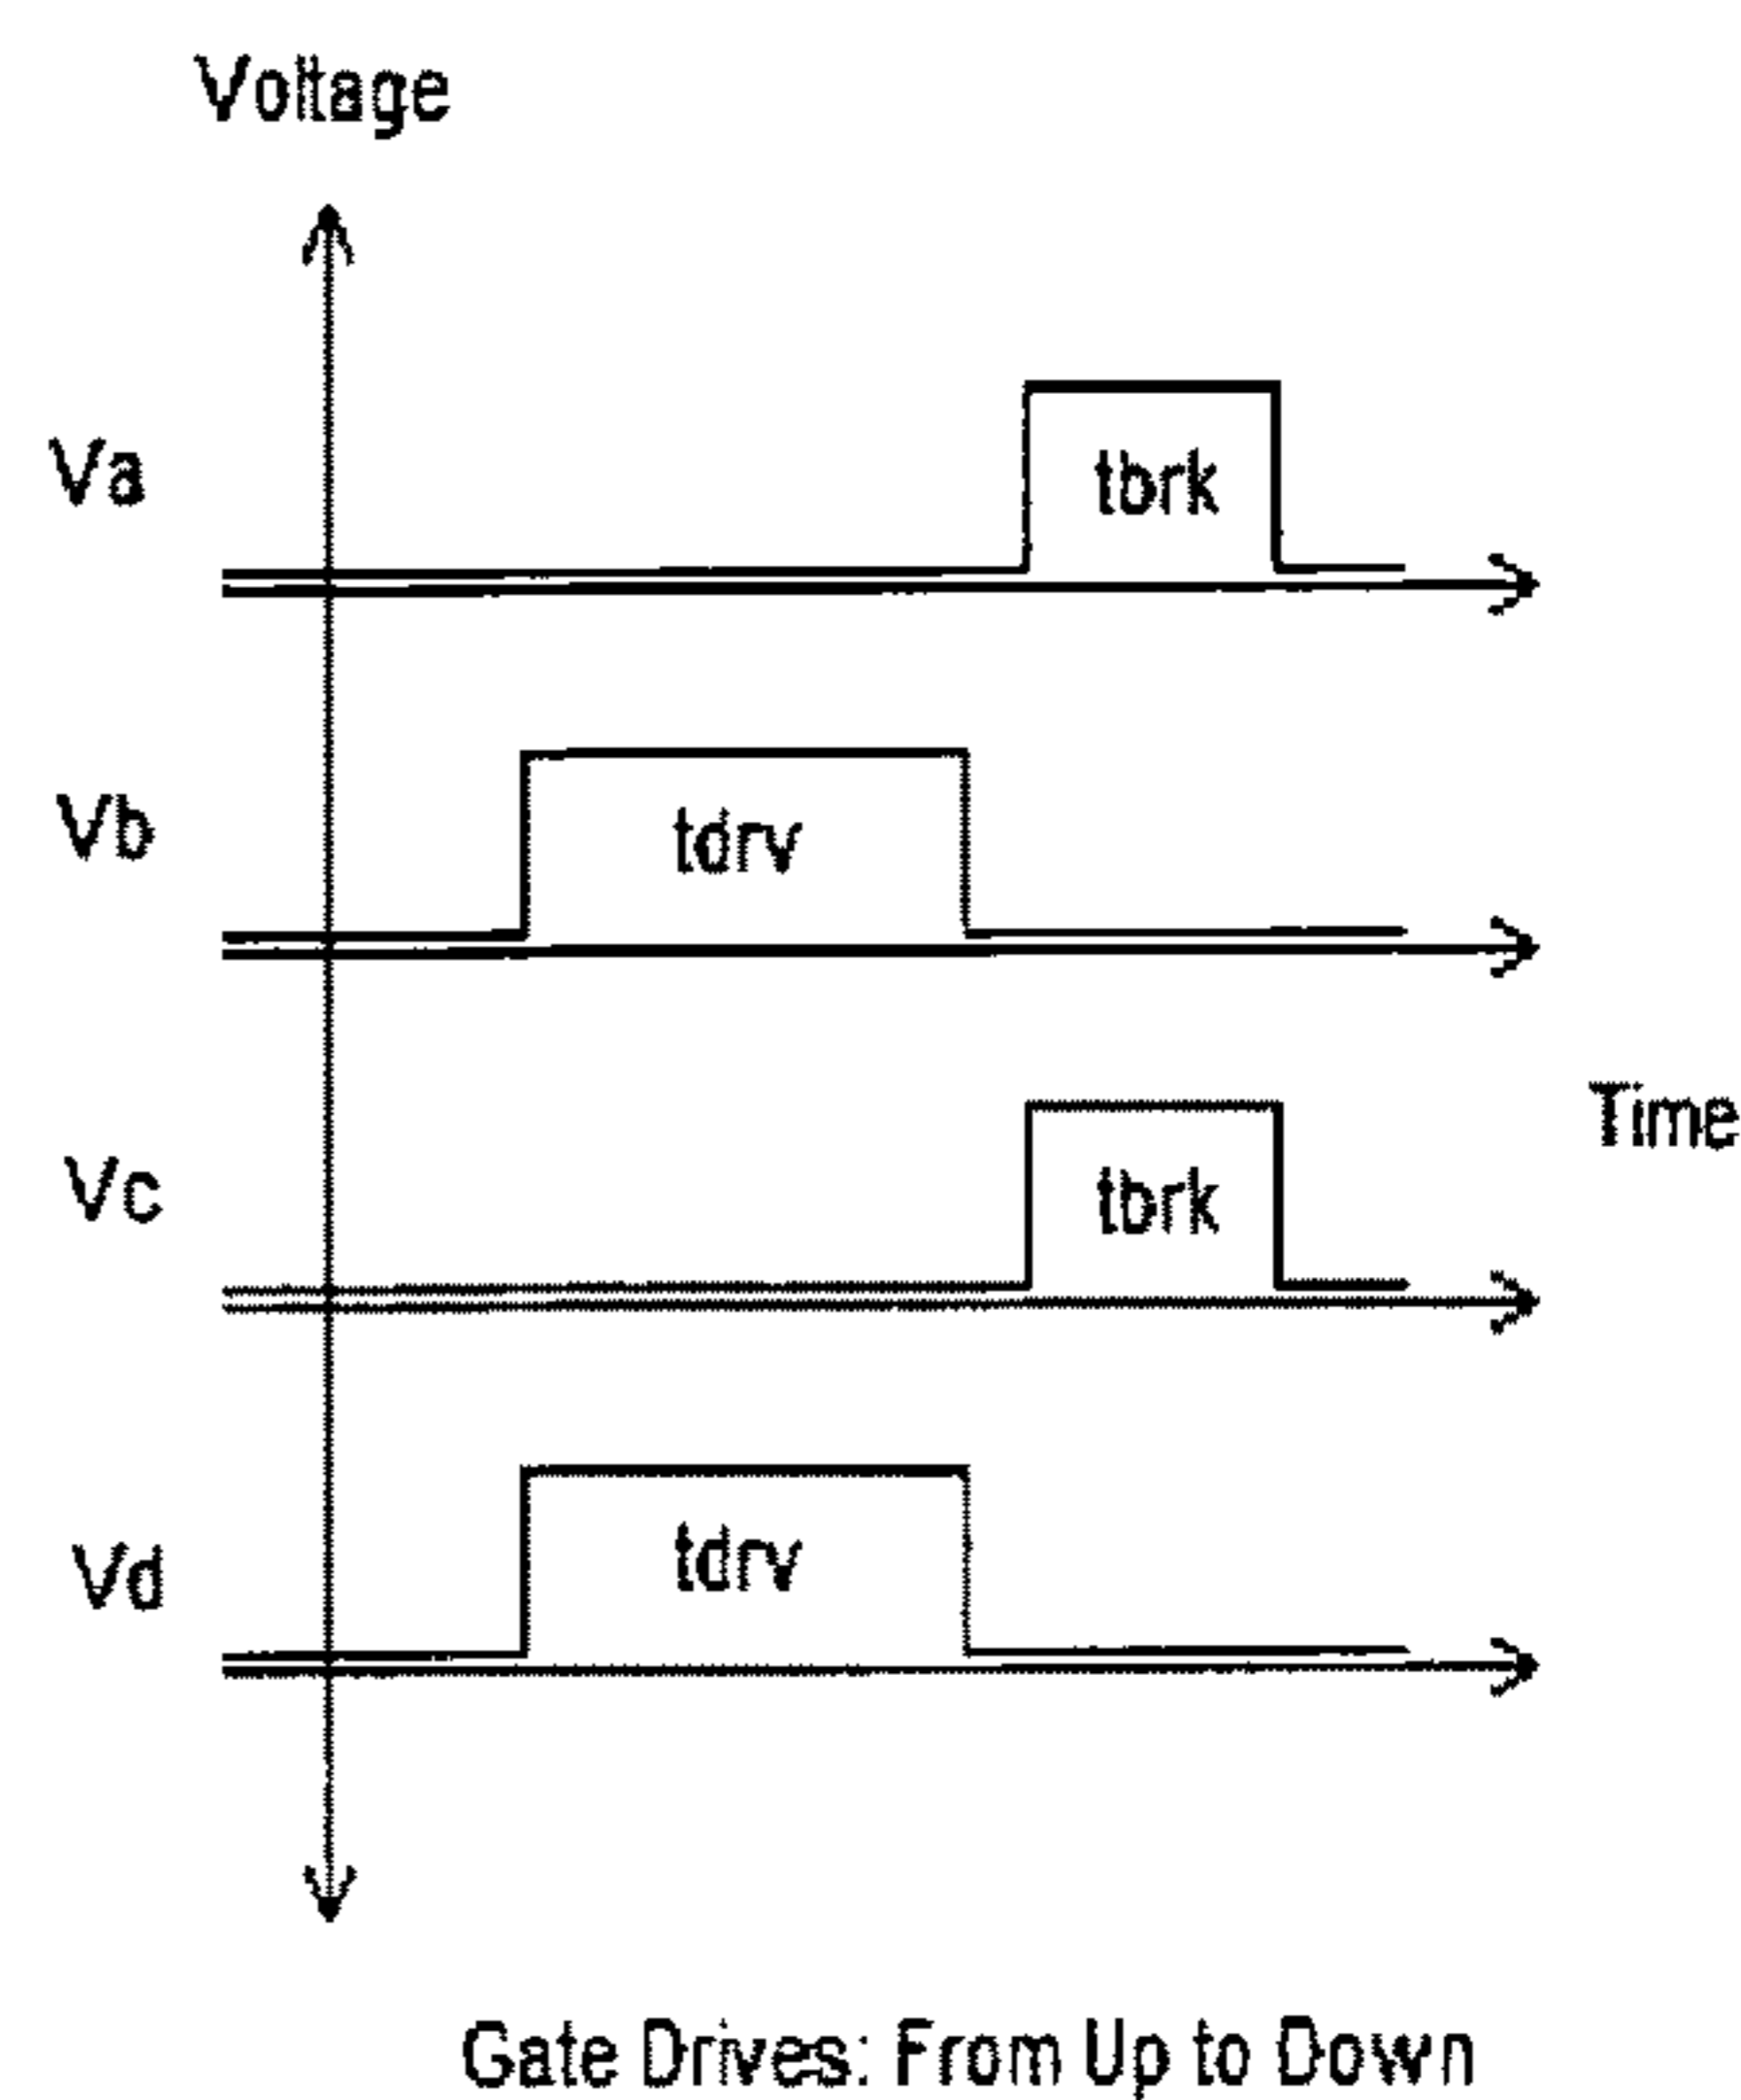 Voltage
Va
tbrk
Vb
tdrv
Time
Vc
tbrk
Vd
tdrv
Gate Drives: From Up to Down